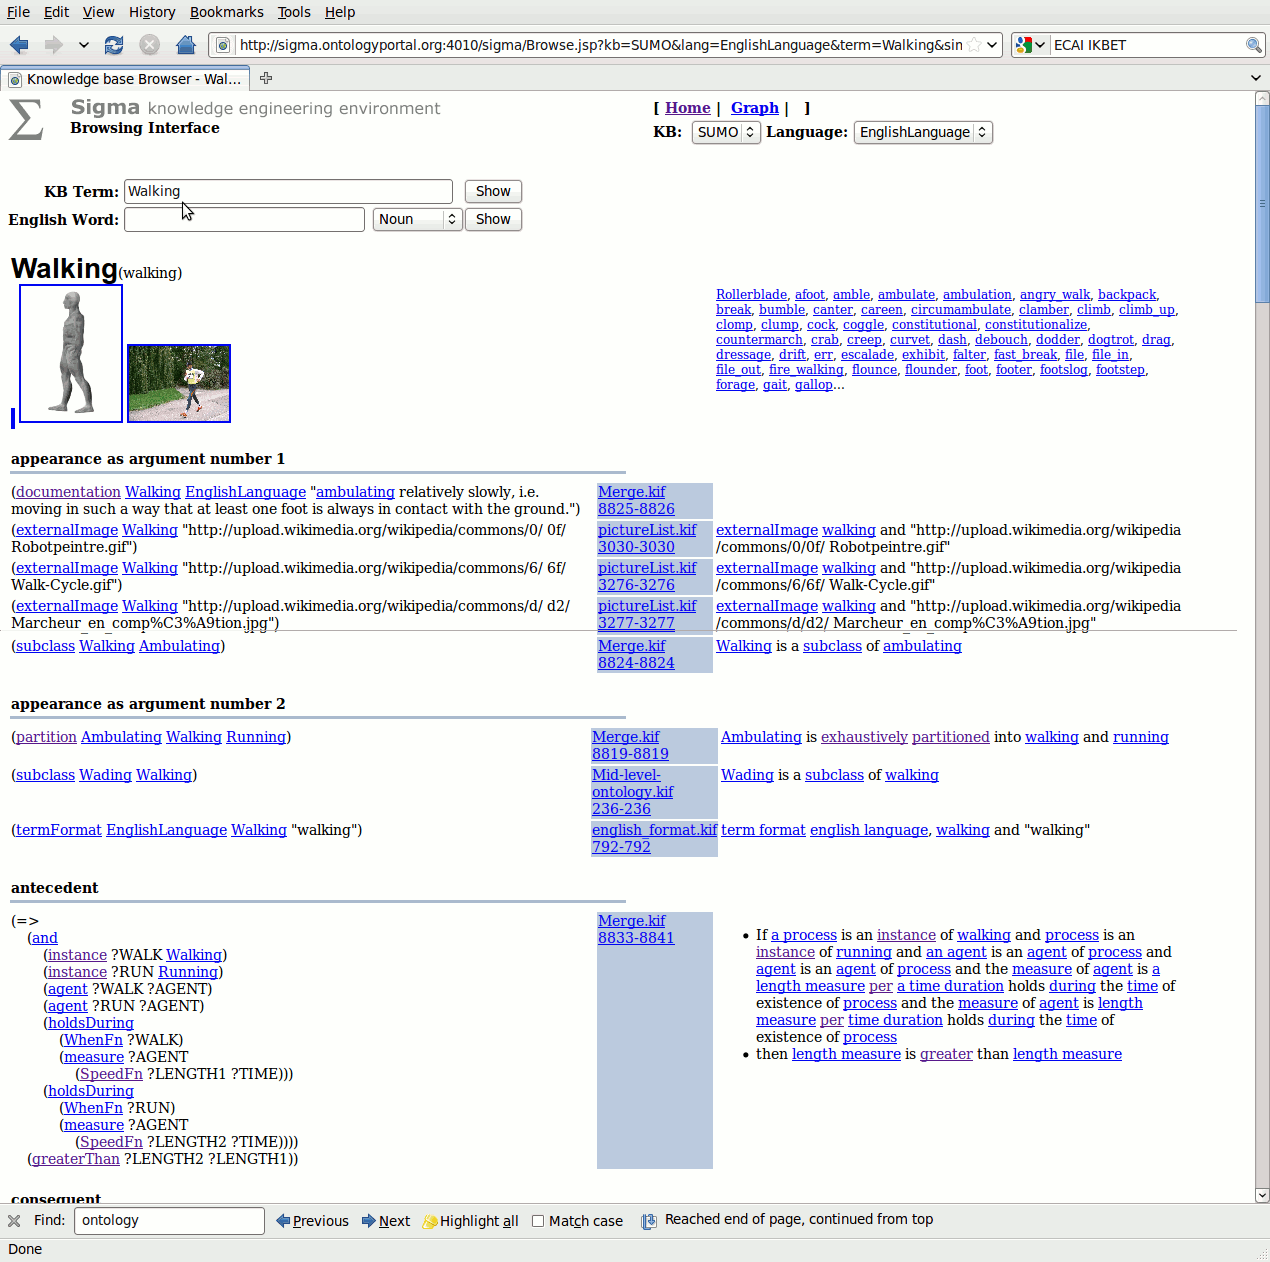 File Edit View History Bookmarks Tools Help
http://sigma.ontologyportal.org:4010/sigma/Browse.jsp?kb=SUMO&lang=EnglishLanguage&term=Walking&sin
ECAI IKBET
Knowledge base Browser - Wal...
Sigma knowledge engineering environment
Browsing Interface
[ Home | Graph | ]
KB: SUMO Language: EnglishLanguage
KB Term: Walking Show
English Word: Noun Show
Walking(walking)
Rollerblade, afoot, amble, ambulate, ambulation, angry_walk, backpack,
break, bumble, canter, careen, circumambulate, clamber, climb, climb_up,
clomp, clump, cock, coggle, constitutional, constitutionalize,
countermarch, crab, creep, curvet, dash, debouch, dodder, dogtrot, drag,
dressage, drift, err, escalade, exhibit, falter, fast_break, file, file_in,
file_out, fire_walking, flounce, flounder, foot, footer, footslog, footstep,
forage, gait, gallop...
appearance as argument number 1
(documentation Walking EnglishLanguage "ambulating relatively slowly, i.e.
moving in such a way that at least one foot is always in contact with the ground.")
Merge.kif
8825-8826
(externalImage Walking "http://upload.wikimedia.org/wikipedia/commons/0/ 0f/
Robotpeintre.gif")
pictureList.kif
3030-3030
externalImage walking and "http://upload.wikimedia.org/wikipedia
/commons/0/0f/ Robotpeintre.gif"
(externalImage Walking "http://upload.wikimedia.org/wikipedia/commons/6/ 6f/
Walk-Cycle.gif")
pictureList.kif
3276-3276
externalImage walking and "http://upload.wikimedia.org/wikipedia
/commons/6/6f/ Walk-Cycle.gif"
(externalImage Walking "http://upload.wikimedia.org/wikipedia/commons/d/ d2/
Marcheur_en_comp%C3%A9tion.jpg")
pictureList.kif
3277-3277
externalImage walking and "http://upload.wikimedia.org/wikipedia
/commons/d/d2/ Marcheur_en_comp%C3%A9tion.jpg"
(subclass Walking Ambulating)
Merge.kif
8824-8824
Walking is a subclass of ambulating
appearance as argument number 2
(partition Ambulating Walking Running)
Merge.kif
8819-8819
Ambulating is exhaustively partitioned into walking and running
(subclass Wading Walking)
Mid-level-
ontology.kif
236-236
Wading is a subclass of walking
(termFormat EnglishLanguage Walking "walking")
english_format.kif
792-792
term format english language, walking and "walking"
antecedent
(=>
(and
(instance ?WALK Walking)
(instance ?RUN Running)
(agent ?WALK ?AGENT)
(agent ?RUN ?AGENT)
(holdsDuring
(WhenFn ?WALK)
(measure ?AGENT
(SpeedFn ?LENGTH1 ?TIME)))
(holdsDuring
(WhenFn ?RUN)
(measure ?AGENT
(SpeedFn ?LENGTH2 ?TIME))))
(greaterThan ?LENGTH2 ?LENGTH1))
Merge.kif
8833-8841
• If a process is an instance of walking and process is an
instance of running and an agent is an agent of process and
agent is an agent of process and the measure of agent is a
length measure per a time duration holds during the time of
existence of process and the measure of agent is length
measure per time duration holds during the time of
existence of process
• then length measure is greater than length measure
consequent
Find: ontology Previous Next Highlight all Match case Reached end of page, continued from top
Done